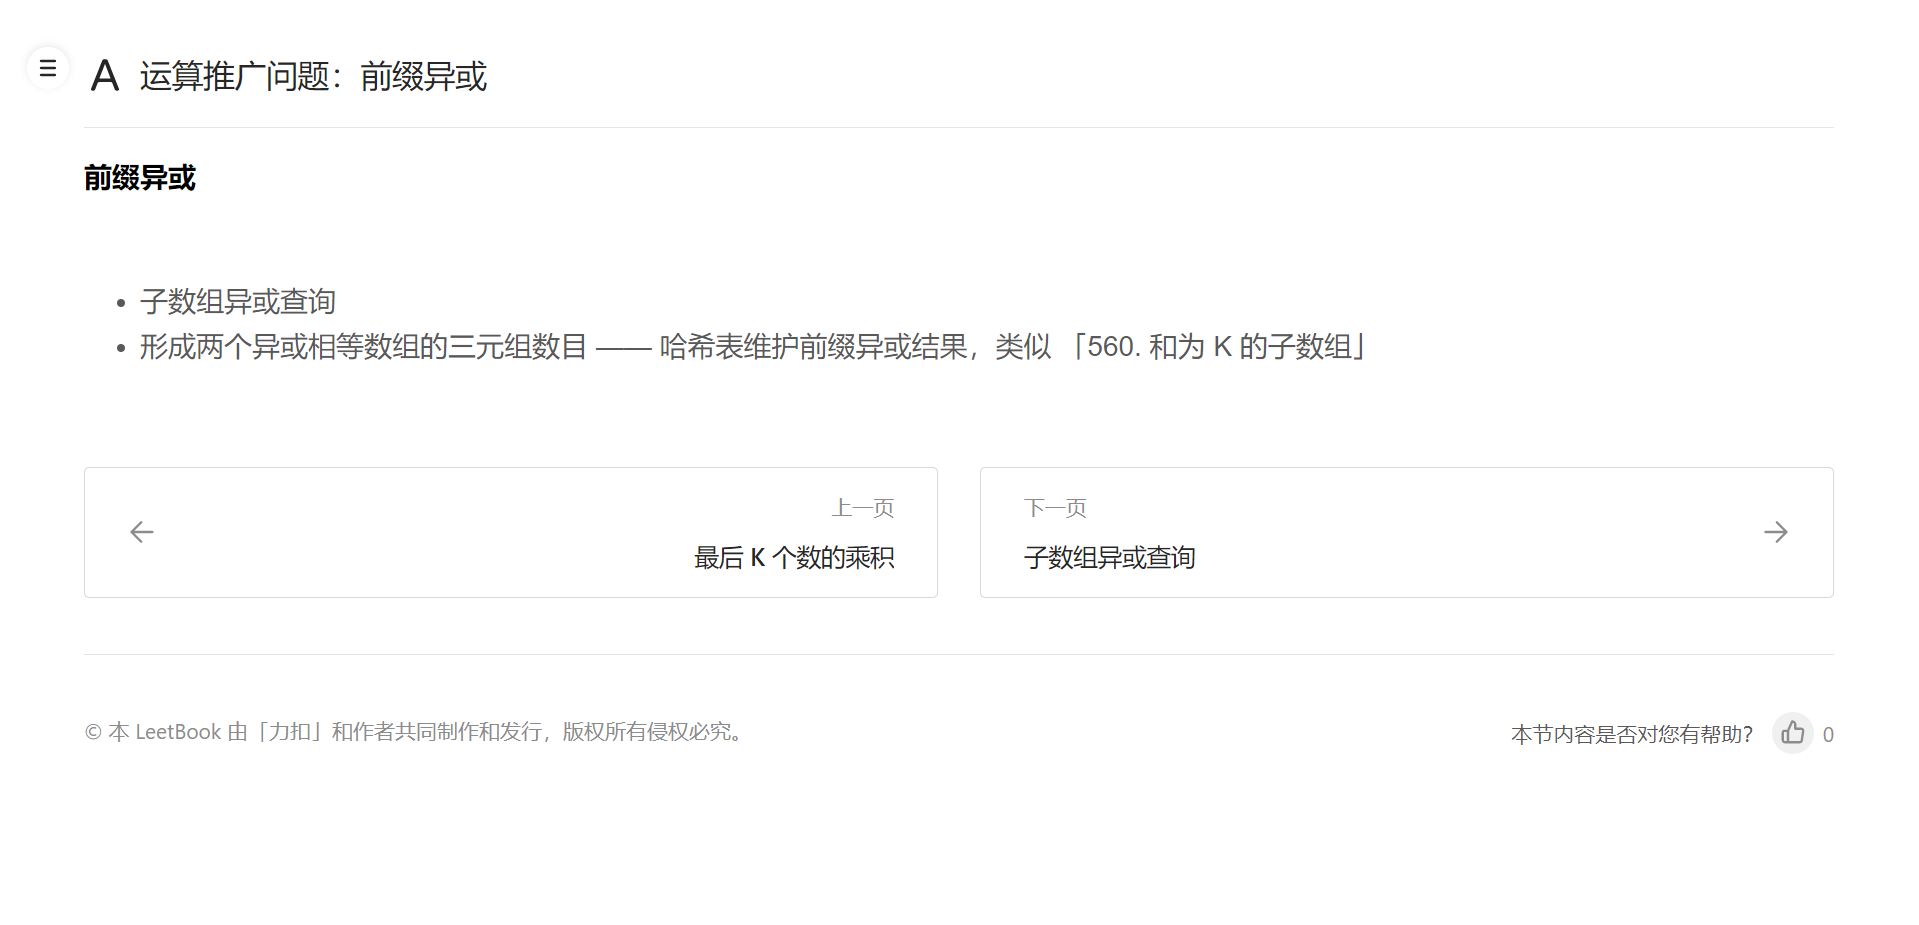 A 运算推广问题：前缀异或
前缀异或
• 子数组异或查询
• 形成两个异或相等数组的三元组数目 —— 哈希表维护前缀异或结果，类似 「560. 和为 K 的子数组」
上一页
最后 K 个数的乘积
下一页
子数组异或查询
© 本 LeetBook 由「力扣」和作者共同制作和发行，版权所有侵权必究。
本节内容是否对您有帮助？ 0